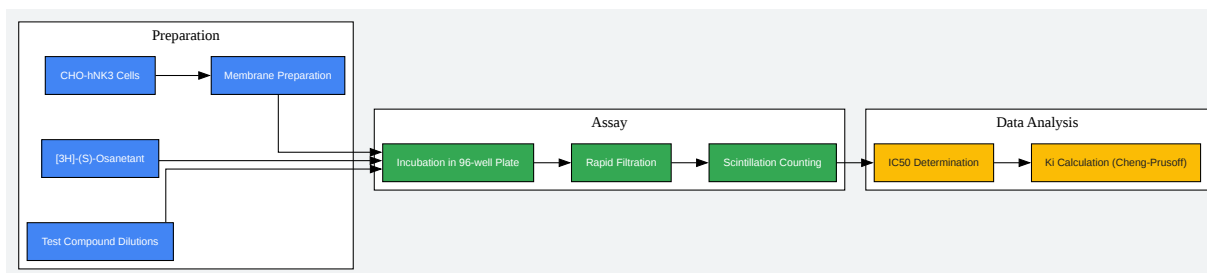 Preparation
CHO-hNK3 Cells
Membrane Preparation
[3H]-(S)-Osanetant
Test Compound Dilutions
Assay
Incubation in 96-well Plate
Rapid Filtration
Scintillation Counting
Data Analysis
IC50 Determination
Ki Calculation (Cheng-Prusoff)